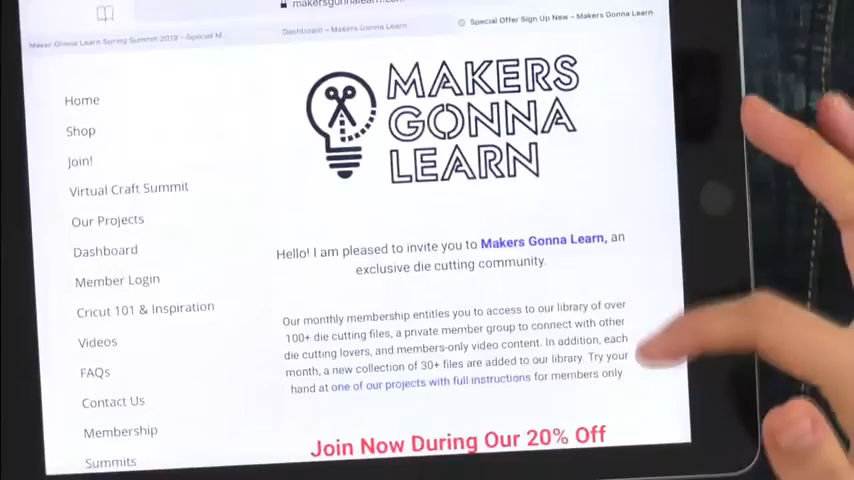 makersgonnalearn.com
Maker Gonna Learn Spring Summit 2019 - Special M...
Dashboard – Makers Gonna Learn
Special Offer Sign Up New – Makers Gonna Learn
Home
Shop
Join!
Virtual Craft Summit
Our Projects
Dashboard
Member Login
Cricut 101 & Inspiration
Videos
FAQs
Contact Us
Membership
Summits
MAKERS
GONNA
LEARN
Hello! I am pleased to invite you to Makers Gonna Learn, an
exclusive die cutting community.
Our monthly membership entitles you to access to our library of over
100+ die cutting files, a private member group to connect with other
die cutting lovers, and members-only video content. In addition, each
month, a new collection of 30+ files are added to our library. Try your
hand at one of our projects with full instructions for members only.
Join Now During Our 20% Off